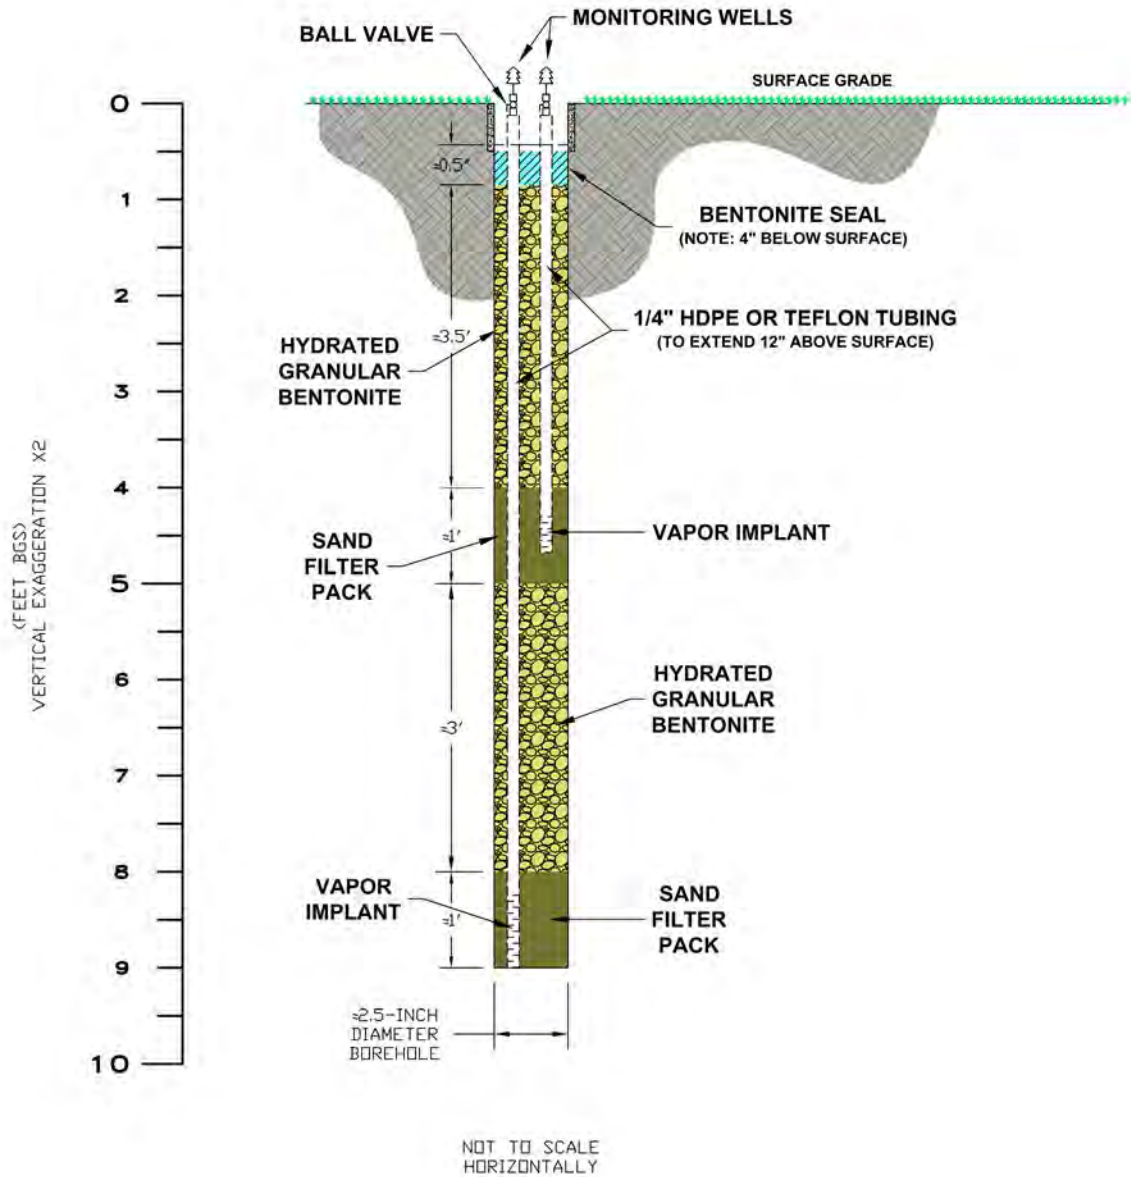 MONITORING WELLS
BALL VALVE
SURFACE GRADE
0
≈0.5"
1
BENTONITE SEAL
(NOTE: 4" BELOW SURFACE)
2
1/4" HDPE OR TEFLON TUBING
(TO EXTEND 12" ABOVE SURFACE)
≈3.5'
HYDRATED
GRANULAR
BENTONITE
3
(FEET BGS)
VERTICAL EXAGGERATION X2
4
VAPOR IMPLANT
≈1'
SAND
FILTER
PACK
5
6
HYDRATED
GRANULAR
BENTONITE
≈3'
7
8
VAPOR
IMPLANT
≈1'
SAND
FILTER
PACK
9
≈2.5-INCH
DIAMETER
BOREHOLE
10
NOT TO SCALE
HORIZONTALLY